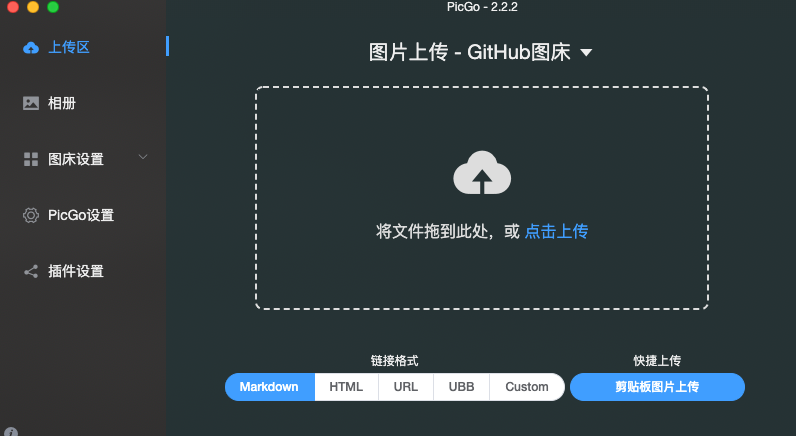 PicGo - 2.2.2
上传区
相册
图床设置
PicGo设置
插件设置
图片上传 - GitHub图床
将文件拖到此处，或 点击上传
链接格式
快捷上传
Markdown HTML URL UBB Custom
剪贴板图片上传
i